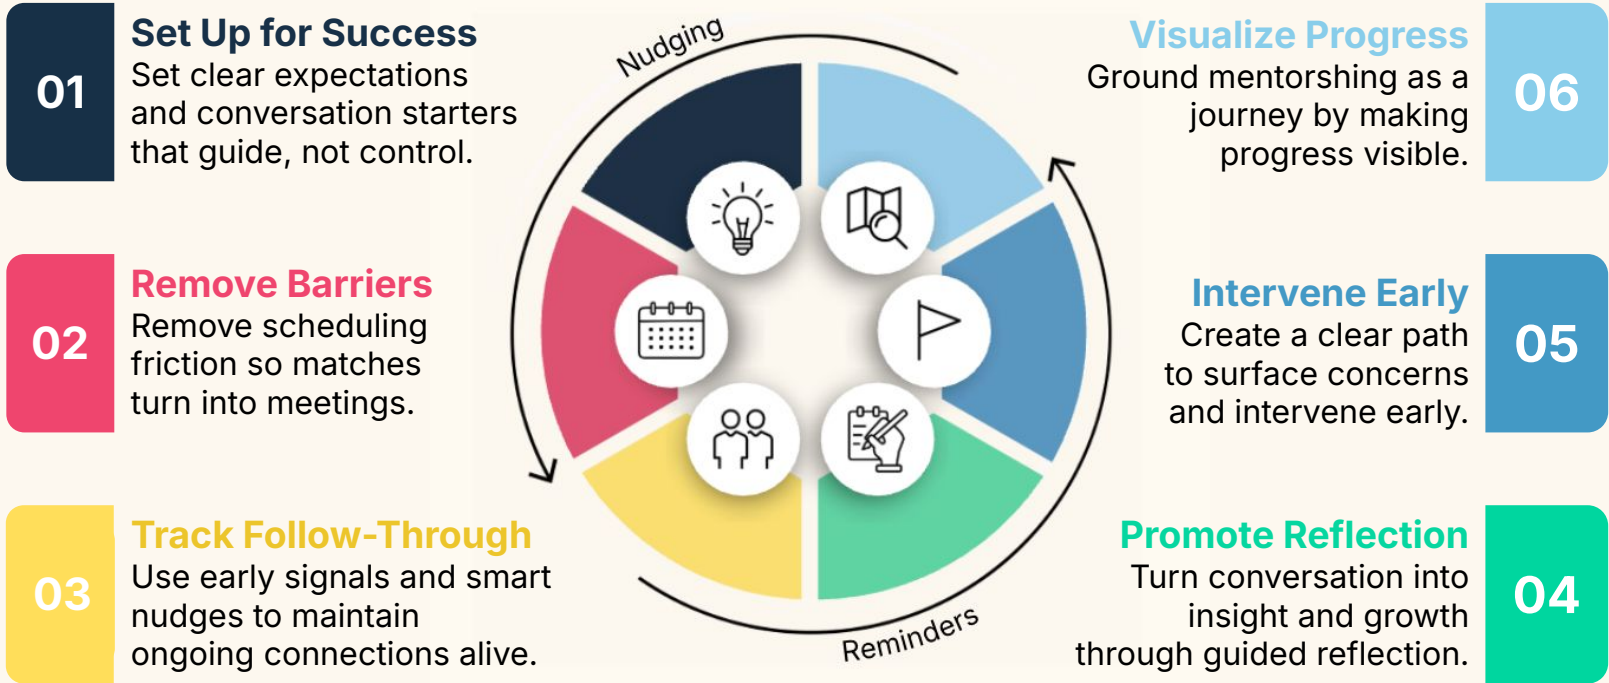 01
Set Up for Success
Set clear expectations
and conversation starters
that guide, not control.
02
Remove Barriers
Remove scheduling
friction so matches
turn into meetings.
03
Track Follow-Through
Use early signals and smart
nudges to maintain
ongoing connections alive.
Nudging
Reminders
Visualize Progress
Ground mentorshing as a
journey by making
progress visible.
06
Intervene Early
Create a clear path
to surface concerns
and intervene early.
05
Promote Reflection
Turn conversation into
insight and growth
through guided reflection.
04